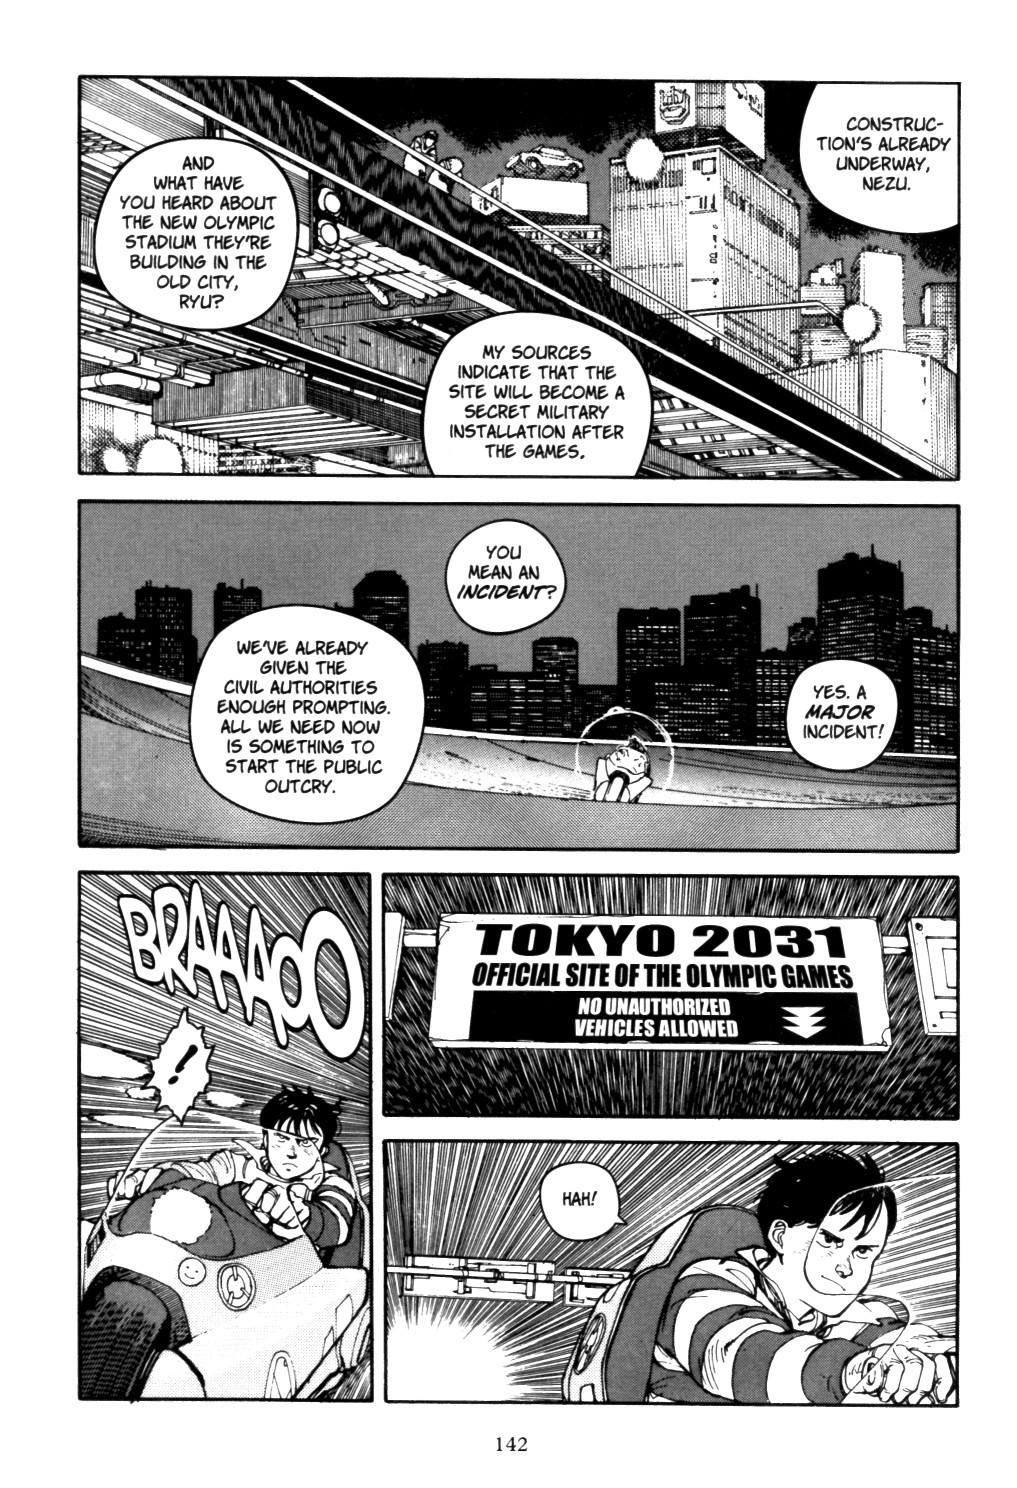 AND
WHAT HAVE
YOU HEARD ABOUT
THE NEW OLYMPIC
STADIUM THEY'RE
BUILDING IN THE
OLD CITY,
RYU?
CONSTRUC-
TION'S ALREADY
UNDERWAY,
NEZU.
MY SOURCES
INDICATE THAT THE
SITE WILL BECOME A
SECRET MILITARY
INSTALLATION AFTER
THE GAMES.
YOU
MEAN AN
INCIDENT?
WE'VE ALREADY
GIVEN THE
CIVIL AUTHORITIES
ENOUGH PROMPTING.
ALL WE NEED NOW
IS SOMETHING TO
START THE PUBLIC
OUTCRY.
YES. A
MAJOR
INCIDENT!
BRAAAAOO
!
TOKYO 2031
OFFICIAL SITE OF THE OLYMPIC GAMES
NO UNAUTHORIZED
VEHICLES ALLOWED
HAH!
142